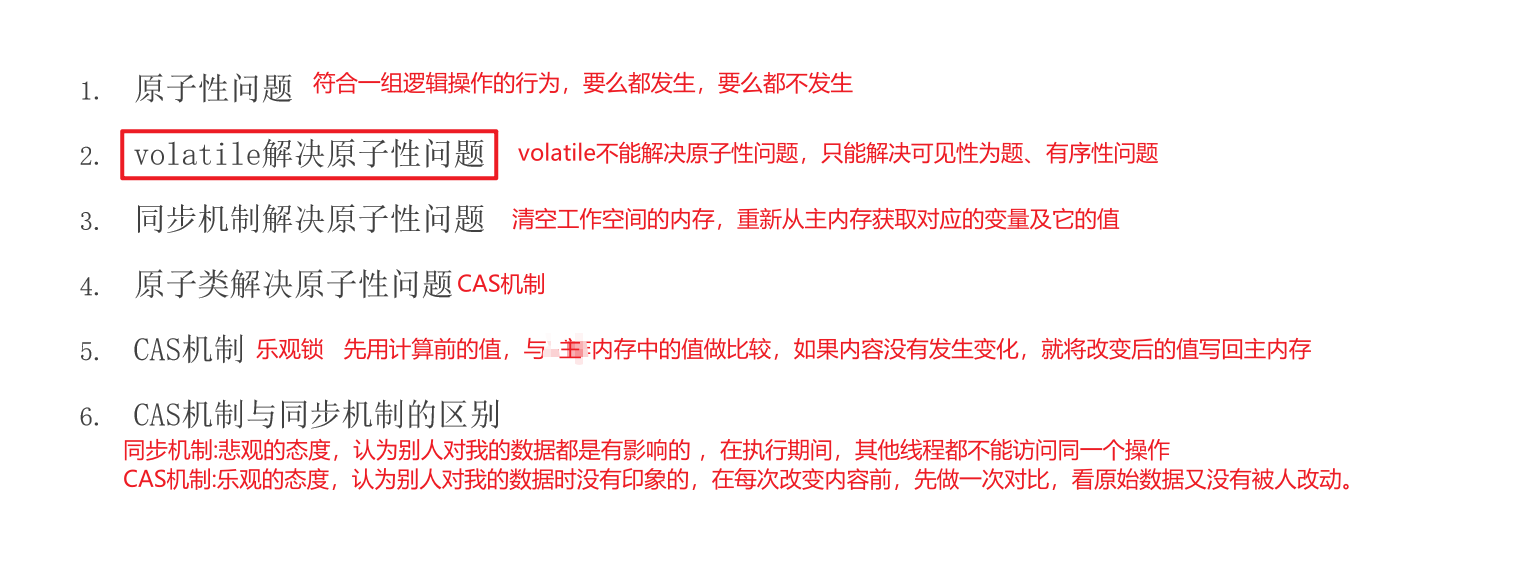 1. 原子性问题 符合一组逻辑操作的行为，要么都发生，要么都不发生
2. volatile解决原子性问题 volatile不能解决原子性问题，只能解决可见性为题、有序性问题
3. 同步机制解决原子性问题 清空工作空间的内存，重新从主内存获取对应的变量及它的值
4. 原子类解决原子性问题 CAS机制
5. CAS机制 乐观锁 先用计算前的值，与主内存中的值做比较，如果内容没有发生变化，就将改变后的值写回主内存
6. CAS机制与同步机制的区别
同步机制:悲观的态度，认为别人对我的数据都是有影响的 ，在执行期间，其他线程都不能访问同一个操作
CAS机制:乐观的态度，认为别人对我的数据时没有印象的，在每次改变内容前，先做一次对比，看原始数据又没有被人改动。